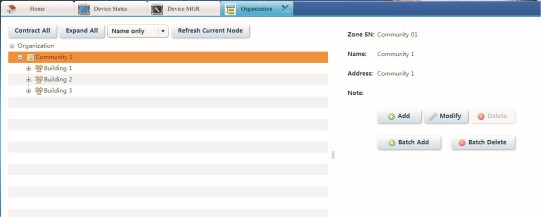 Home Device Status Device MGR Organization
Contract All Expand All Name only Refresh Current Node
Organization
Community 1
Building 1
Building 2
Building 3
Zone SN: Community 01
Name: Community 1
Address: Community 1
Note:
Add Modify Delete
Batch Add Batch Delete